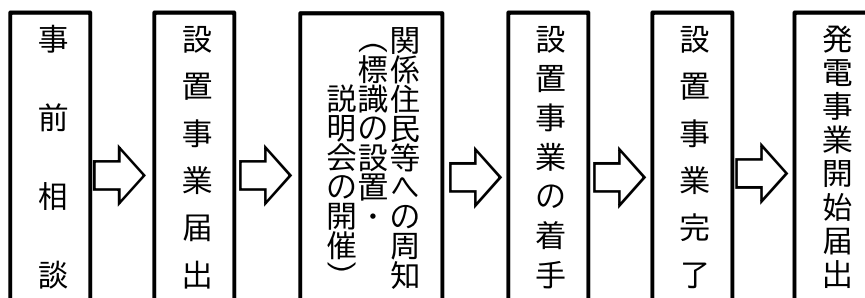 事前相談
設置事業届出
関係住民等への周知
（標識の設置・
説明会の開催）
設置事業の着手
設置事業完了
発電事業開始届出